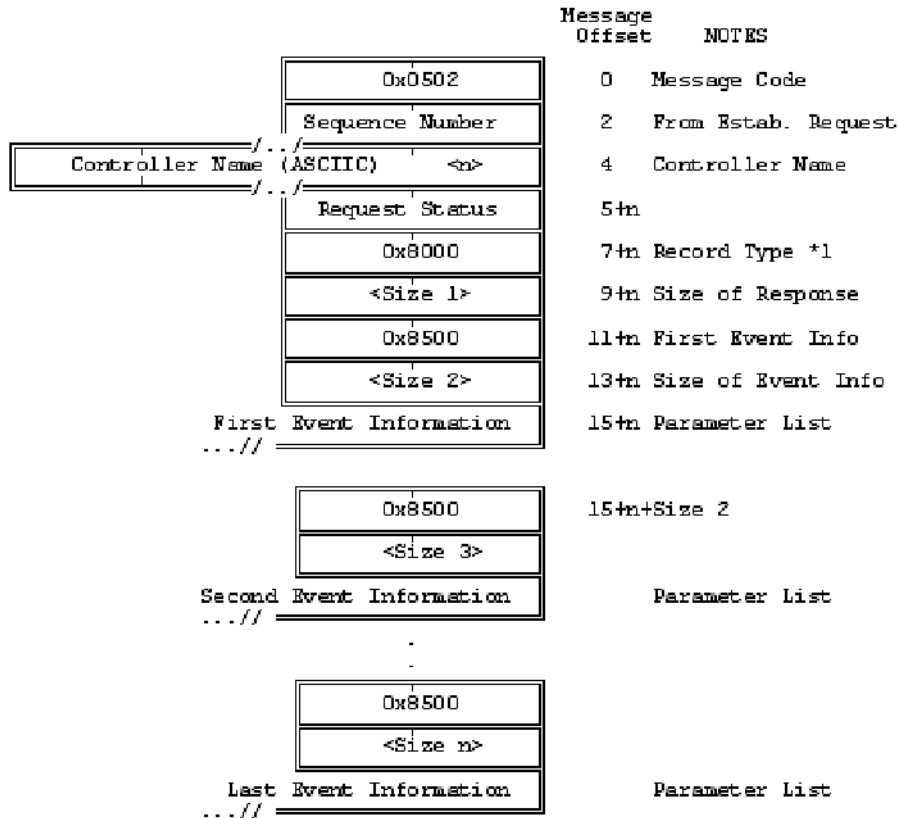 Message
Offset NOTES
0x0502 0 Message Code
Sequence Number 2 From Estab. Request
/../
Controller Name (ASCIIC) <n> 4 Controller Name
/../
Request Status 5+n
0x8000 7+n Record Type *1
<Size 1> 9+n Size of Response
0x8500 11+n First Event Info
<Size 2> 13+n Size of Event Info
First Event Information 15+n Parameter List
...//
0x8500 15+n+Size 2
<Size 3>
Second Event Information Parameter List
...//
.
.
0x8500
<Size n>
Last Event Information Parameter List
...//